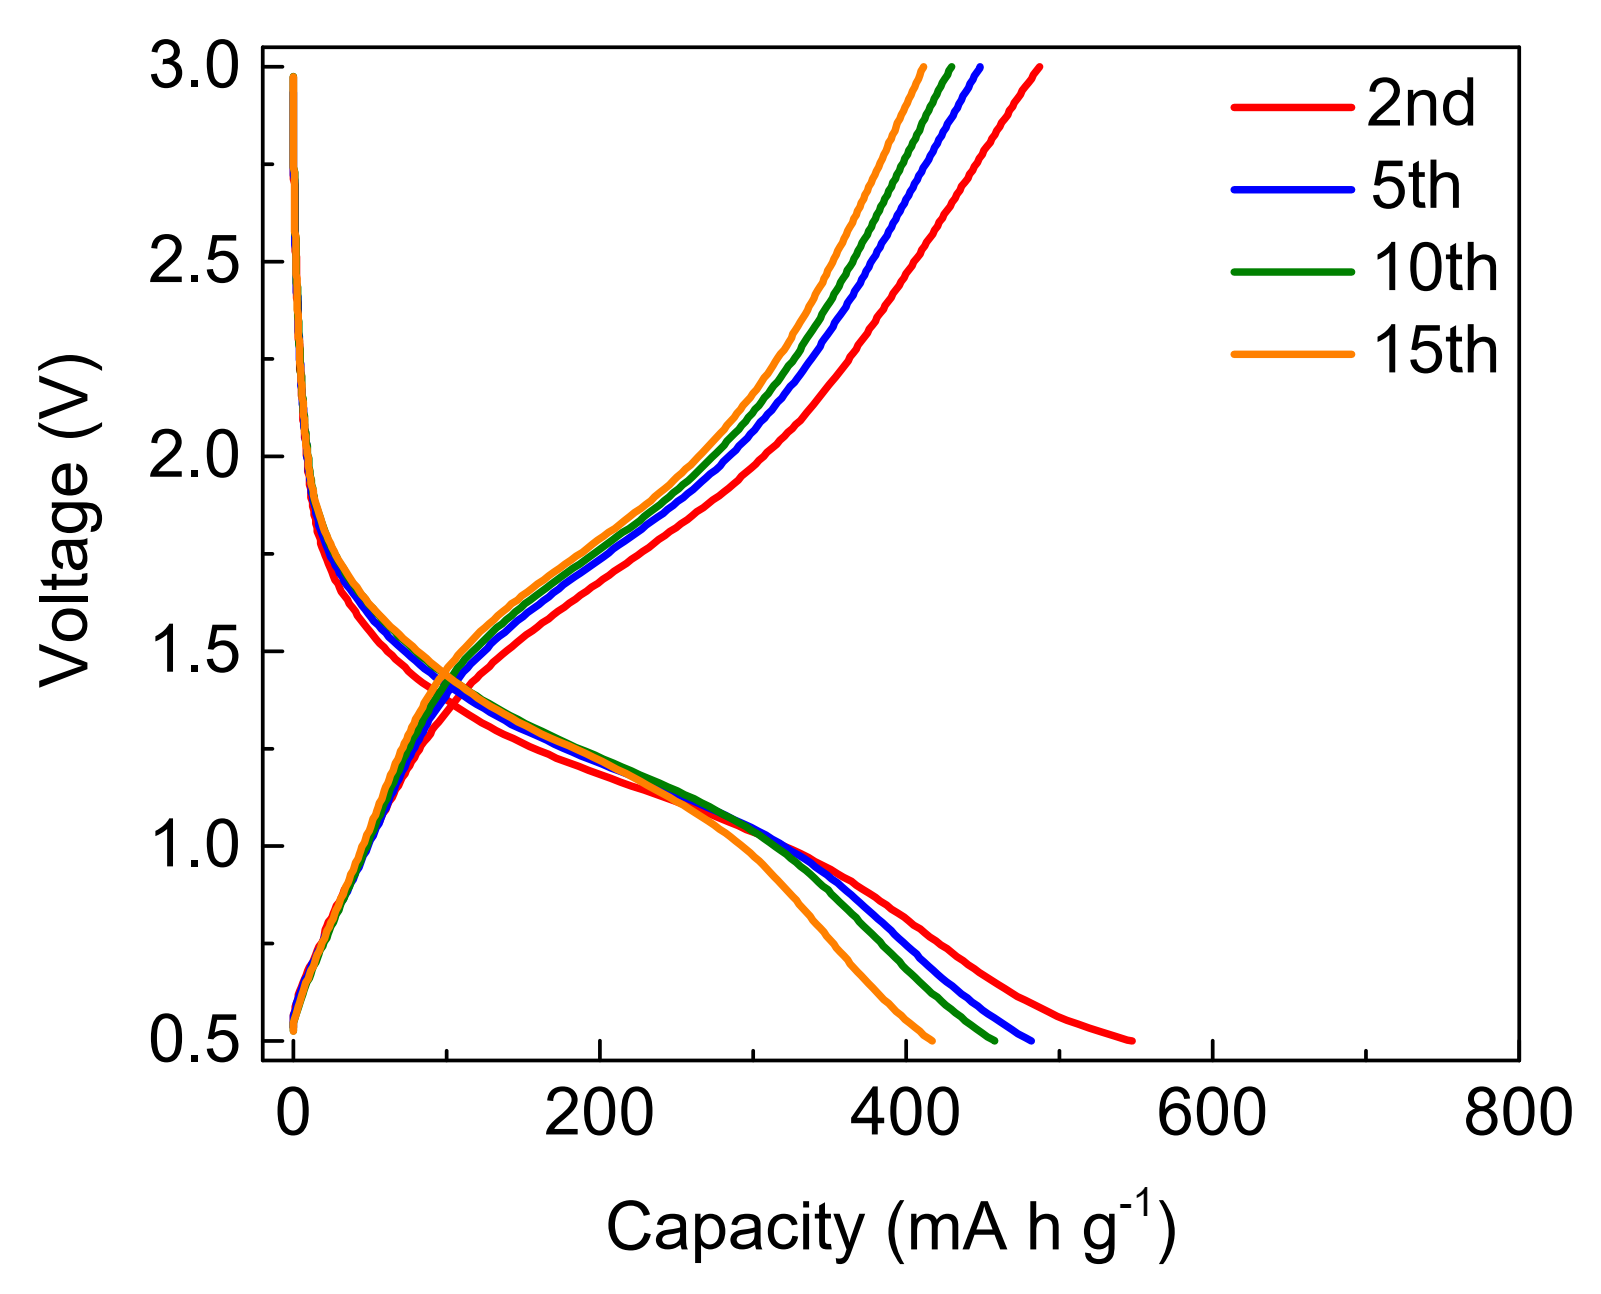 3.0
2.5
2.0
1.5
1.0
0.5
Voltage (V)
2nd
5th
10th
15th
0 200 400 600 800
Capacity (mA h g⁻¹)